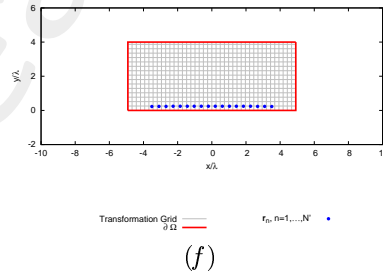 6
4
2
0
-2
y/λ
-10 -8 -6 -4 -2 0 2 4 6 8 1
x/λ
Transformation Grid
∂ Ω
r_n, n=1,...,N'
(f)